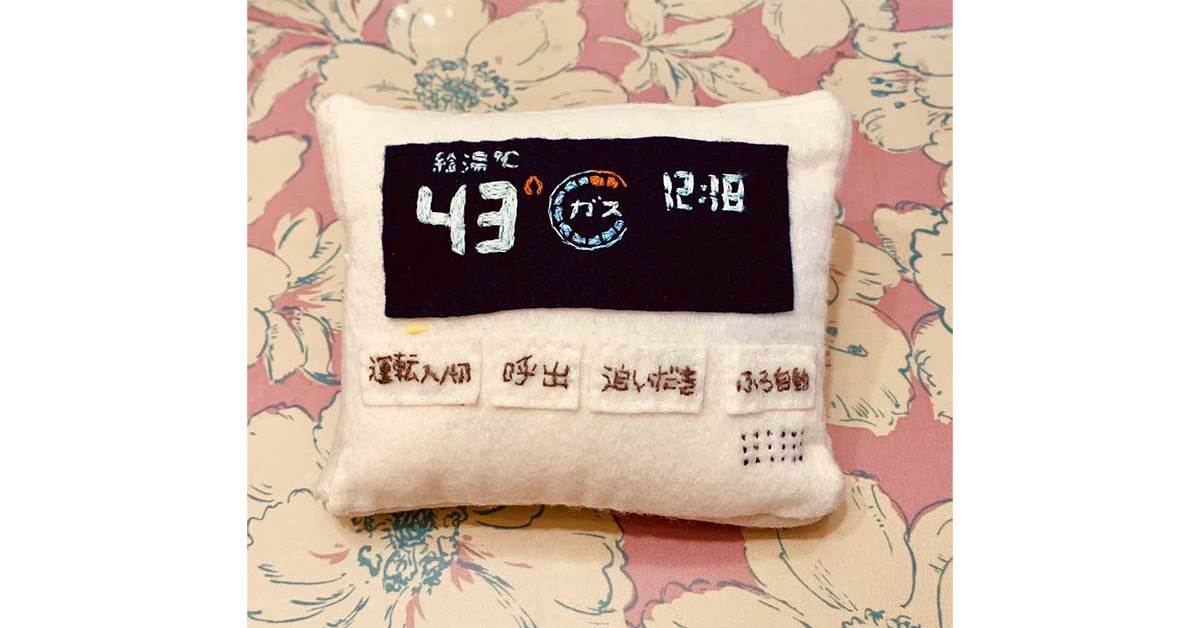 給湯℃
43
ガス
12:18
運転入/切
呼出
追いだき
ふろ自動